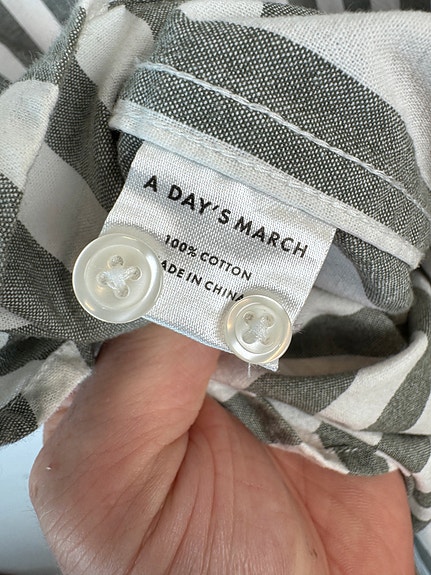 A DAY'S MARCH
100% COTTON
ADE IN CHINA